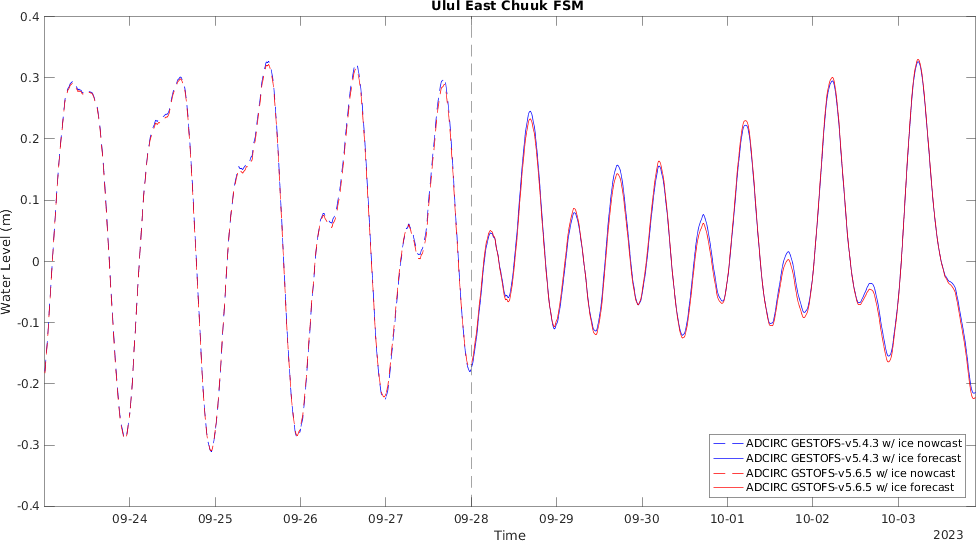 Ulul East Chuuk FSM
0.4
0.3
0.2
0.1
0
-0.1
-0.2
-0.3
-0.4
Water Level (m)
ADCIRC GESTOFS-v5.4.3 w/ ice nowcast
ADCIRC GESTOFS-v5.4.3 w/ ice forecast
ADCIRC GSTOFS-v5.6.5 w/ ice nowcast
ADCIRC GSTOFS-v5.6.5 w/ ice forecast
09-24 09-25 09-26 09-27 09-28 09-29 09-30 10-01 10-02 10-03
Time
2023